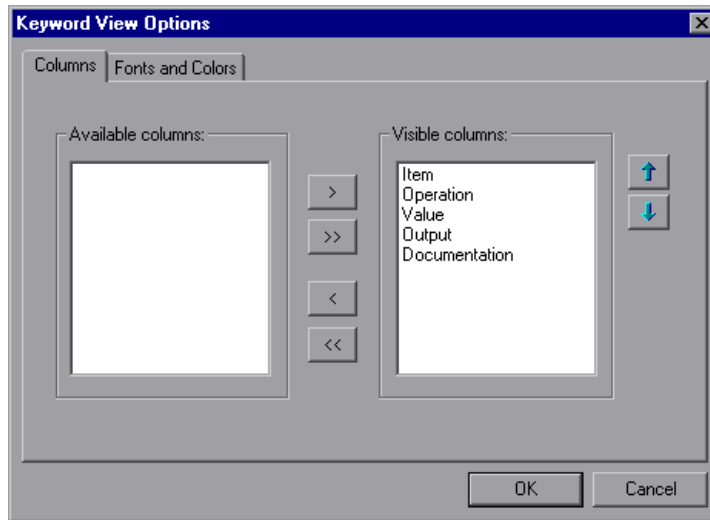 Keyword View Options
Columns
Fonts and Colors
Available columns:
Visible columns:
Item
Operation
Value
Output
Documentation
>
>>
<
<<
OK
Cancel